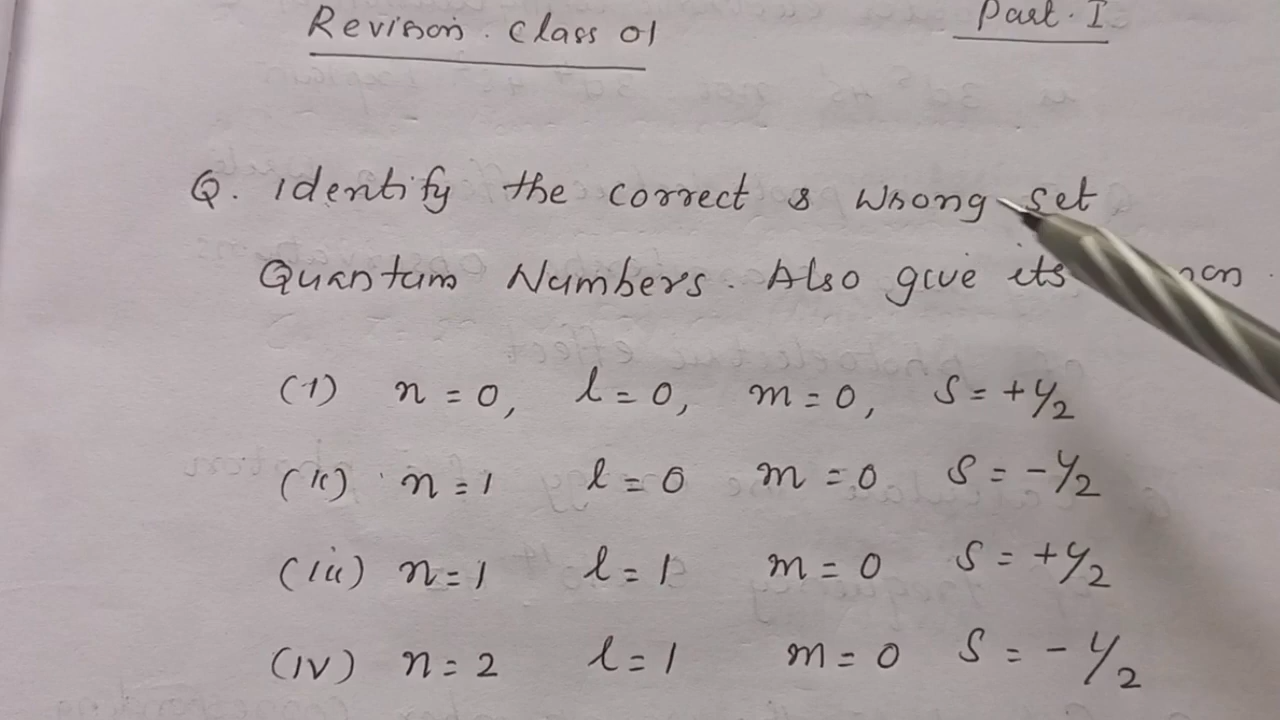 Revison. Class 01
Part. I
Q. Identify the correct & Wrong set
Quantum Numbers. Also give its
(1) n = 0, l = 0, m = 0, S = +1/2
(ii) n = 1 l = 0 m = 0 S = -1/2
(iii) n = 1 l = 1 m = 0 S = +1/2
(IV) n = 2 l = 1 m = 0 S = -1/2